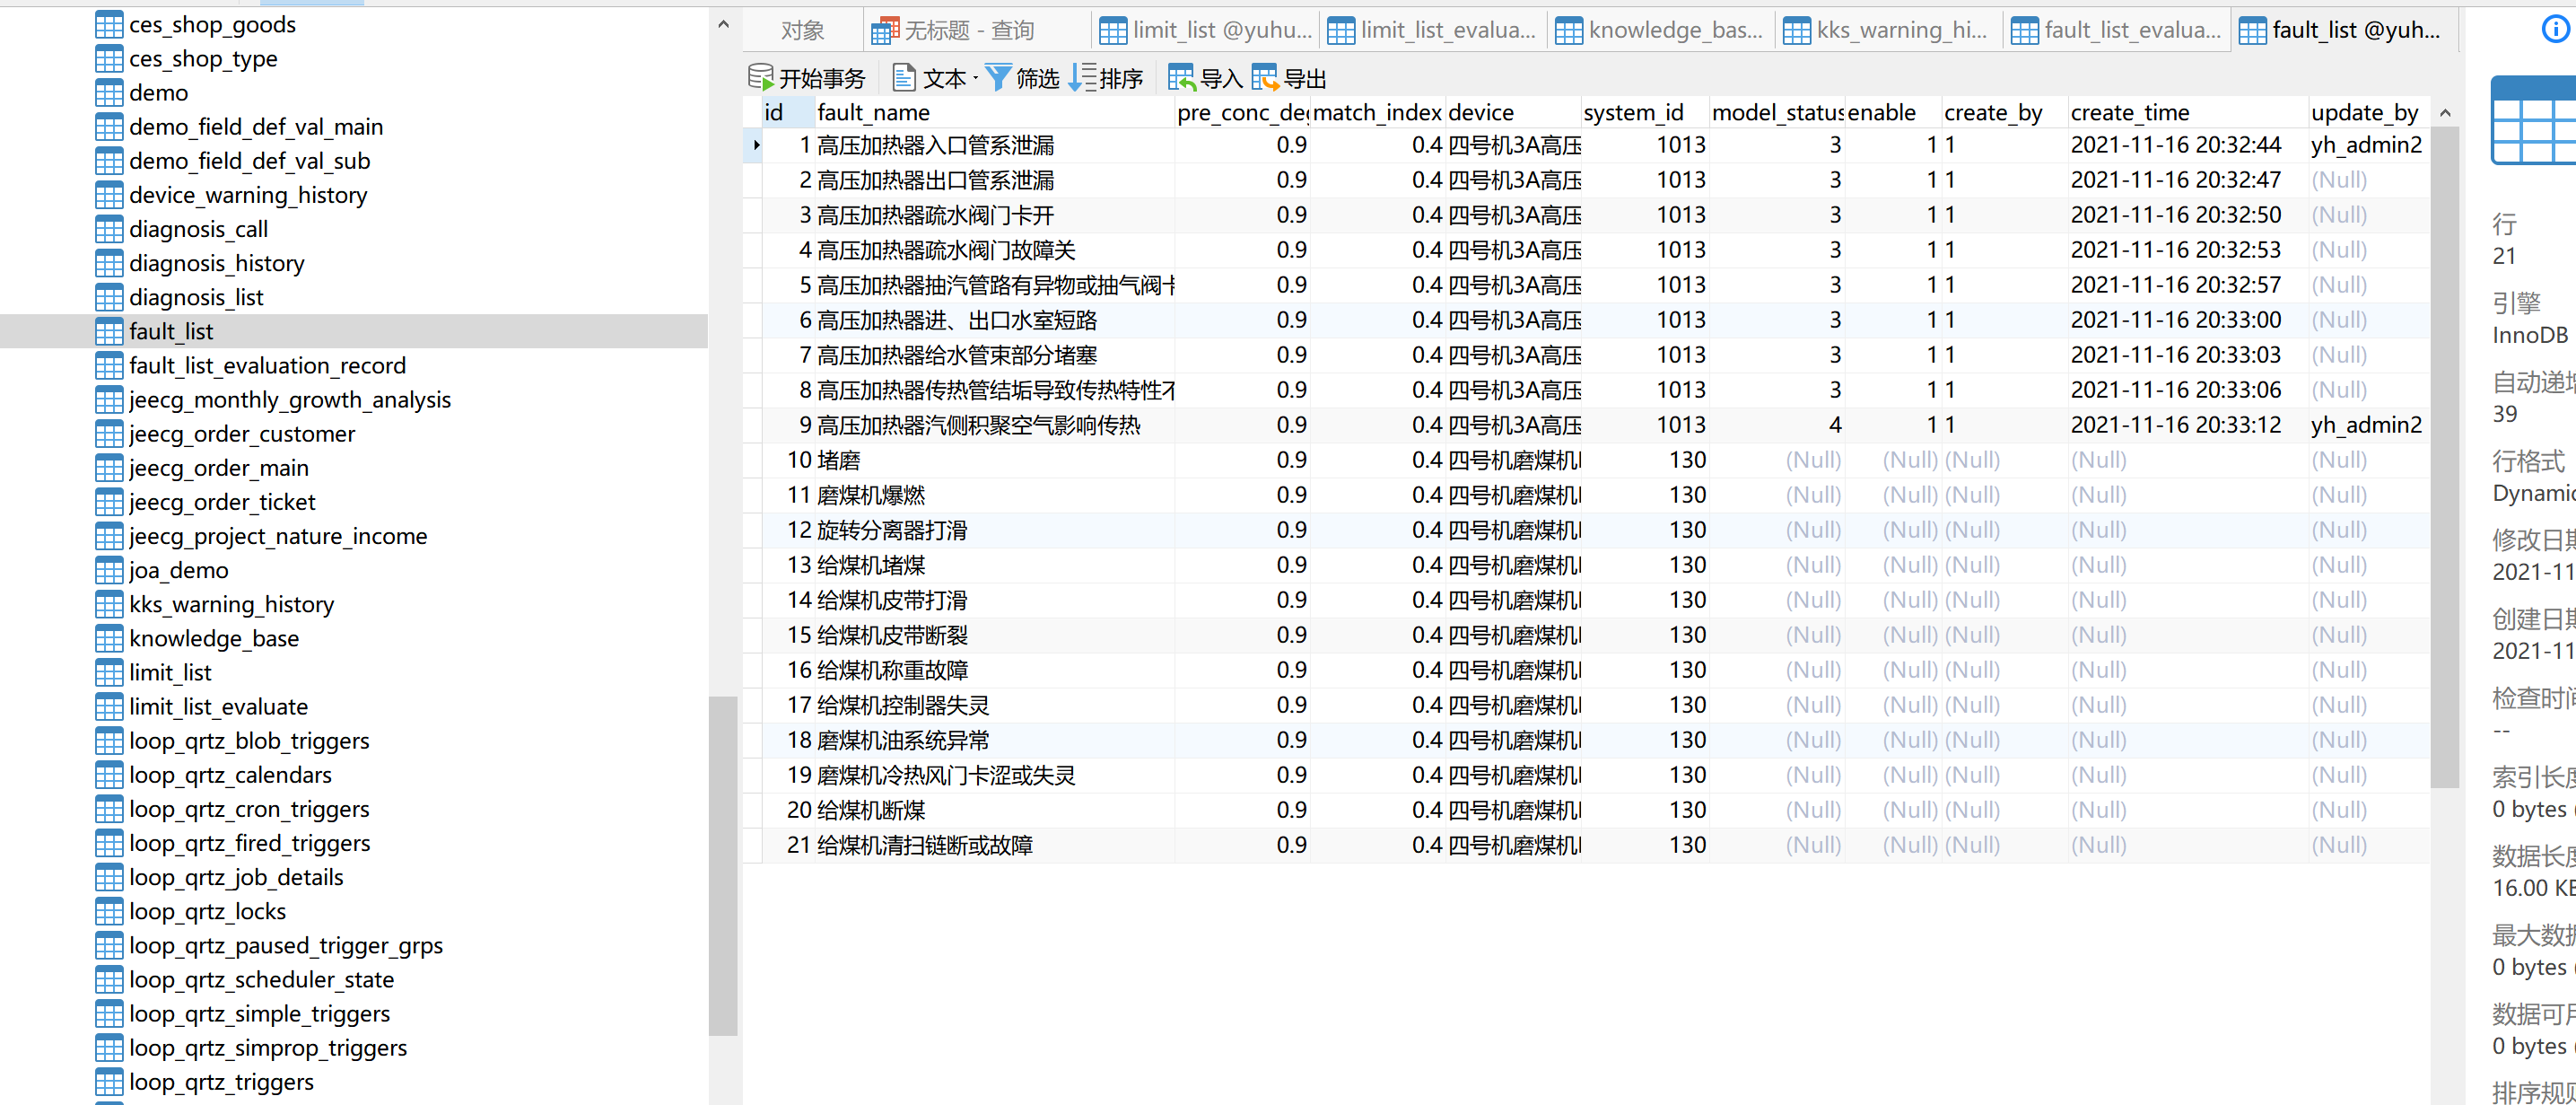 ces_shop_goods
ces_shop_type
demo
demo_field_def_val_main
demo_field_def_val_sub
device_warning_history
diagnosis_call
diagnosis_history
diagnosis_list
fault_list
fault_list_evaluation_record
jeecg_monthly_growth_analysis
jeecg_order_customer
jeecg_order_main
jeecg_order_ticket
jeecg_project_nature_income
joa_demo
kks_warning_history
knowledge_base
limit_list
limit_list_evaluate
loop_qrtz_blob_triggers
loop_qrtz_calendars
loop_qrtz_cron_triggers
loop_qrtz_fired_triggers
loop_qrtz_job_details
loop_qrtz_locks
loop_qrtz_paused_trigger_grps
loop_qrtz_scheduler_state
loop_qrtz_simple_triggers
loop_qrtz_simprop_triggers
loop_qrtz_triggers
对象 无标题 - 查询 limit_list @yuhu... limit_list_evalua... knowledge_bas... kks_warning_hi... fault_list_evalua... fault_list @yuh...
开始事务 文本 筛选 排序 导入 导出
id fault_name pre_conc_deg match_index device system_id model_status enable create_by create_time update_by
1 高压加热器入口管系泄漏 0.9 0.4 四号机3A高压 1013 3 1 1 2021-11-16 20:32:44 yh_admin2
2 高压加热器出口管系泄漏 0.9 0.4 四号机3A高压 1013 3 1 1 2021-11-16 20:32:47 (Null)
3 高压加热器疏水阀门卡开 0.9 0.4 四号机3A高压 1013 3 1 1 2021-11-16 20:32:50 (Null)
4 高压加热器疏水阀门故障关 0.9 0.4 四号机3A高压 1013 3 1 1 2021-11-16 20:32:53 (Null)
5 高压加热器抽汽管路有异物或抽气阀卡 0.9 0.4 四号机3A高压 1013 3 1 1 2021-11-16 20:32:57 (Null)
6 高压加热器进、出口水室短路 0.9 0.4 四号机3A高压 1013 3 1 1 2021-11-16 20:33:00 (Null)
7 高压加热器给水管束部分堵塞 0.9 0.4 四号机3A高压 1013 3 1 1 2021-11-16 20:33:03 (Null)
8 高压加热器传热管结垢导致传热特性不 0.9 0.4 四号机3A高压 1013 3 1 1 2021-11-16 20:33:06 (Null)
9 高压加热器汽侧积聚空气影响传热 0.9 0.4 四号机3A高压 1013 4 1 1 2021-11-16 20:33:12 yh_admin2
10 堵磨 0.9 0.4 四号机磨煤机 130 (Null) (Null) (Null) (Null) (Null)
11 磨煤机爆燃 0.9 0.4 四号机磨煤机 130 (Null) (Null) (Null) (Null) (Null)
12 旋转分离器打滑 0.9 0.4 四号机磨煤机 130 (Null) (Null) (Null) (Null) (Null)
13 给煤机堵煤 0.9 0.4 四号机磨煤机 130 (Null) (Null) (Null) (Null) (Null)
14 给煤机皮带打滑 0.9 0.4 四号机磨煤机 130 (Null) (Null) (Null) (Null) (Null)
15 给煤机皮带断裂 0.9 0.4 四号机磨煤机 130 (Null) (Null) (Null) (Null) (Null)
16 给煤机称重故障 0.9 0.4 四号机磨煤机 130 (Null) (Null) (Null) (Null) (Null)
17 给煤机控制器失灵 0.9 0.4 四号机磨煤机 130 (Null) (Null) (Null) (Null) (Null)
18 磨煤机油系统异常 0.9 0.4 四号机磨煤机 130 (Null) (Null) (Null) (Null) (Null)
19 磨煤机冷热风门卡涩或失灵 0.9 0.4 四号机磨煤机 130 (Null) (Null) (Null) (Null) (Null)
20 给煤机断煤 0.9 0.4 四号机磨煤机 130 (Null) (Null) (Null) (Null) (Null)
21 给煤机清扫链断或故障 0.9 0.4 四号机磨煤机 130 (Null) (Null) (Null) (Null) (Null)
行
21
引擎
InnoDB
自动递增
39
行格式
Dynamic
修改日期
2021-11
创建日期
2021-11
检查时间
--
索引长度
0 bytes
数据长度
16.00 KB
最大数据
0 bytes
数据可用
0 bytes
排序规则